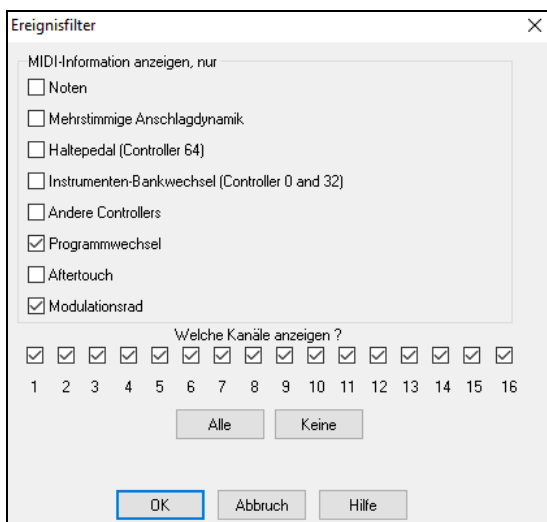 Ereignisfilter
MIDI-Information anzeigen, nur
Noten
Mehrstimmige Anschlagdynamik
Haltepedal (Controller 64)
Instrumenten-Bankwechsel (Controller 0 and 32)
Andere Controllers
Programmwechsel
Aftertouch
Modulationsrad
Welche Kanäle anzeigen ?
1 2 3 4 5 6 7 8 9 10 11 12 13 14 15 16
Alle Keine
OK Abbruch Hilfe